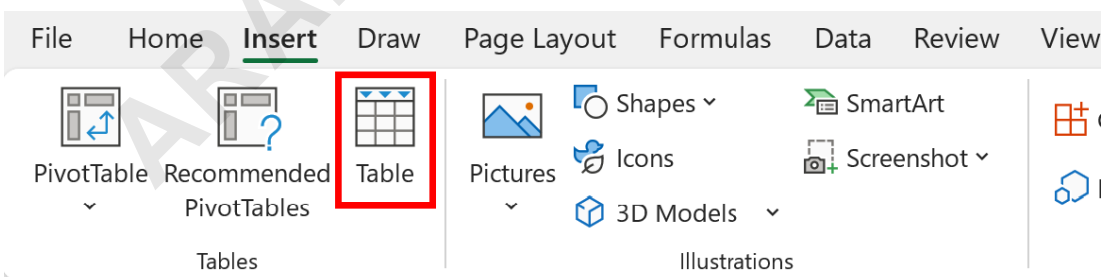 File Home Insert Draw Page Layout Formulas Data Review View
PivotTable
Recommended
PivotTables
Table
Tables
Pictures
Shapes
Icons
3D Models
SmartArt
Screenshot
Illustrations